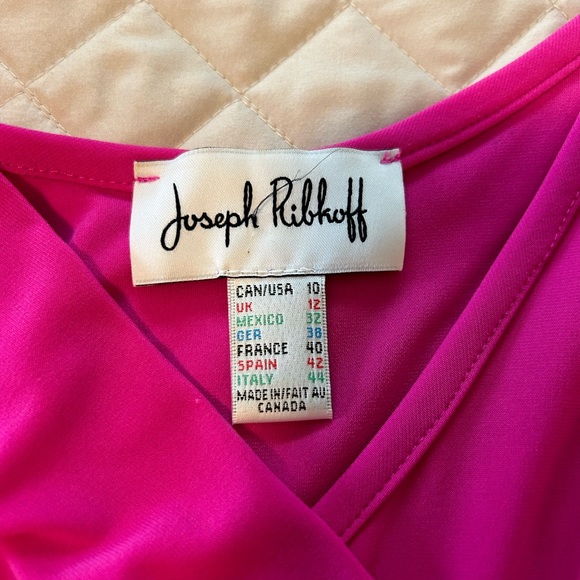 Joseph Ribkoff
CAN/USA 10
UK 12
MEXICO 32
GER 38
FRANCE 40
SPAIN 42
ITALY 44
MADE IN/FAIT AU
CANADA